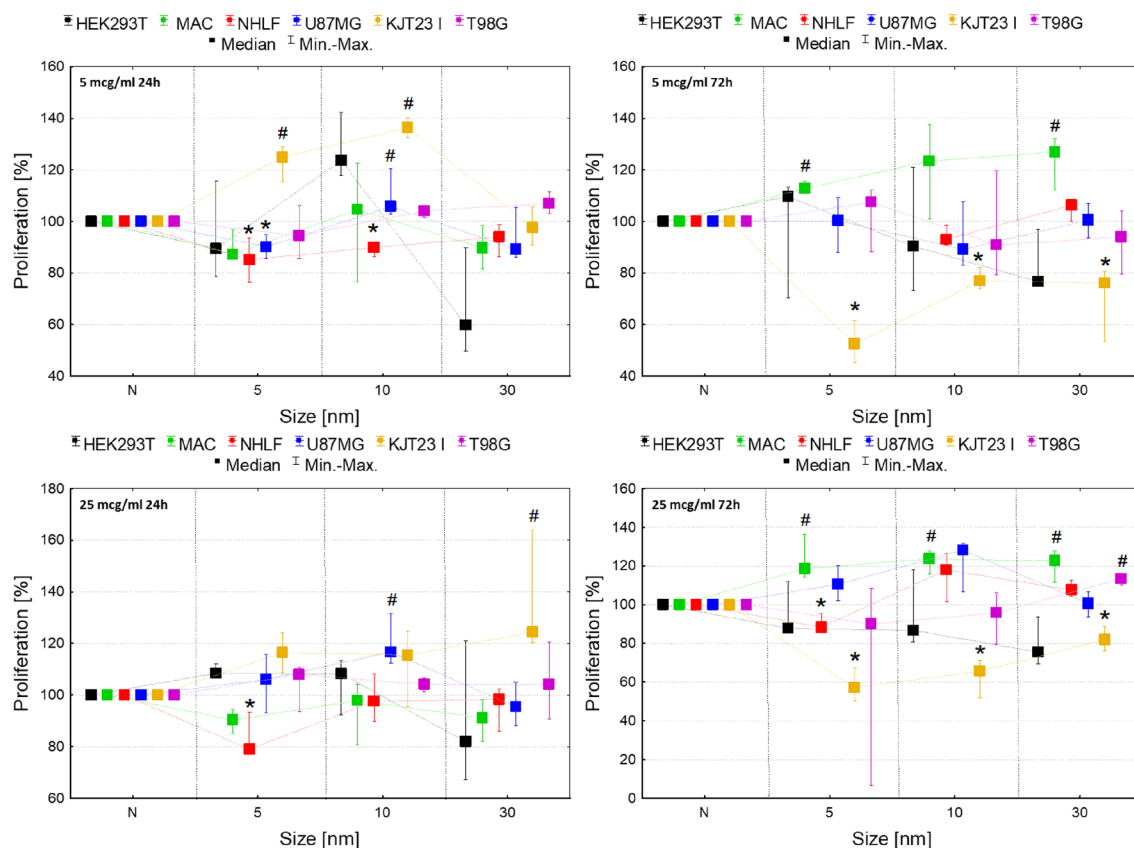 HEK293T MAC NHLF U87MG KJT23 I T98G
Median Min.-Max.
160
140
120
100
80
60
40
Proliferation [%]
5 mcg/ml 24h
#
#
#
*
*
*
N 5 10 30
Size [nm]
HEK293T MAC NHLF U87MG KJT23 I T98G
Median Min.-Max.
160
140
120
100
80
60
40
Proliferation [%]
5 mcg/ml 72h
#
#
*
*
*
N 5 10 30
Size [nm]
HEK293T MAC NHLF U87MG KJT23 I T98G
Median Min.-Max.
180
160
140
120
100
80
60
Proliferation [%]
25 mcg/ml 24h
#
#
*
N 5 10 30
Size [nm]
HEK293T MAC NHLF U87MG KJT23 I T98G
Median Min.-Max.
160
140
120
100
80
60
40
20
0
Proliferation [%]
25 mcg/ml 72h
#
#
#
#
*
*
*
*
N 5 10 30
Size [nm]